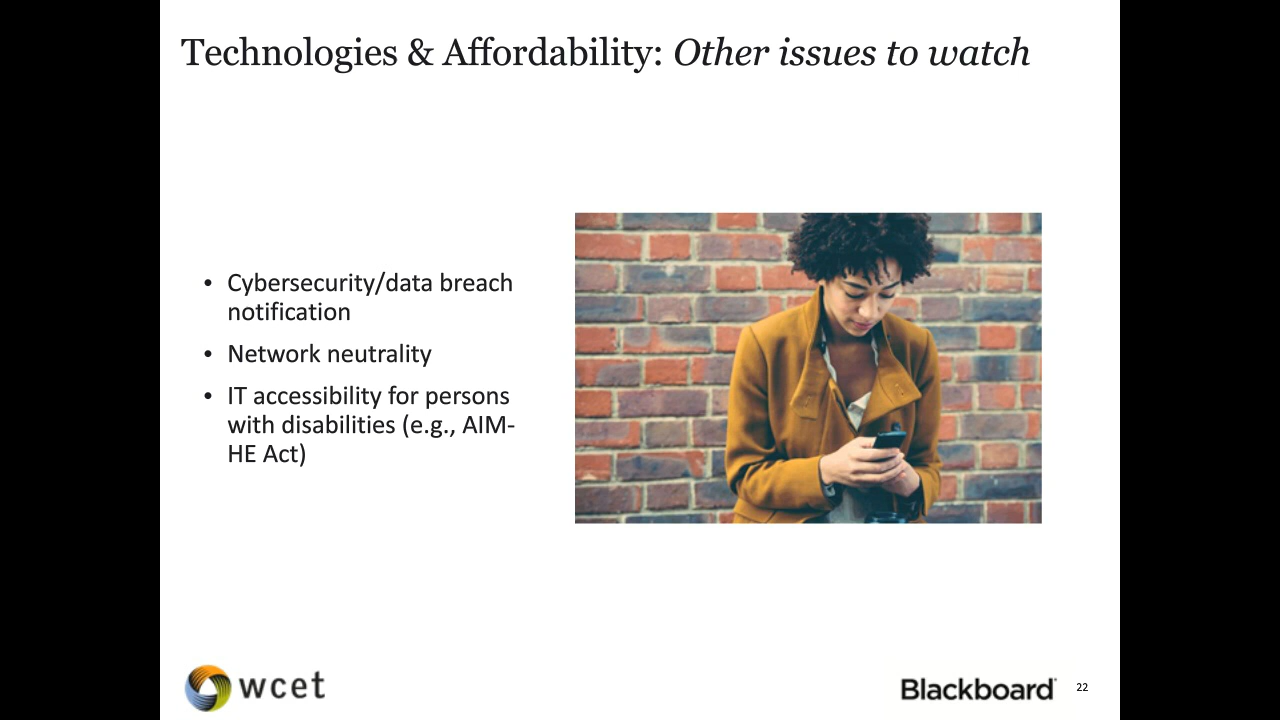 Technologies & Affordability: Other issues to watch
• Cybersecurity/data breach
notification
• Network neutrality
• IT accessibility for persons
with disabilities (e.g., AIM-
HE Act)
wcet
Blackboard
22